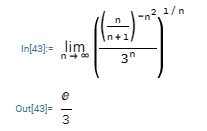 In[43]:= lim n→∞ (((n/(n+1))^(-n^2))/3^n)^(1/n)
Out[43]= e/3